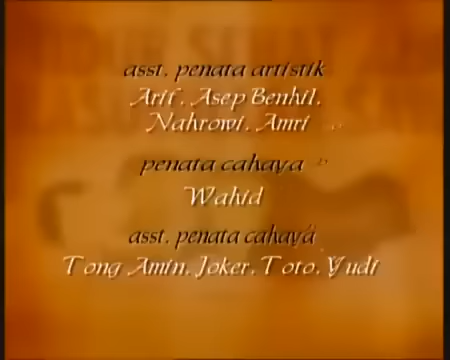 asst. penata artistik
Arif. Asep Benhil.
Nahrowi. Amri
penata cahaya
Wahid
asst. penata cahaya
Tong Amin. Joker. Toto. Yudi